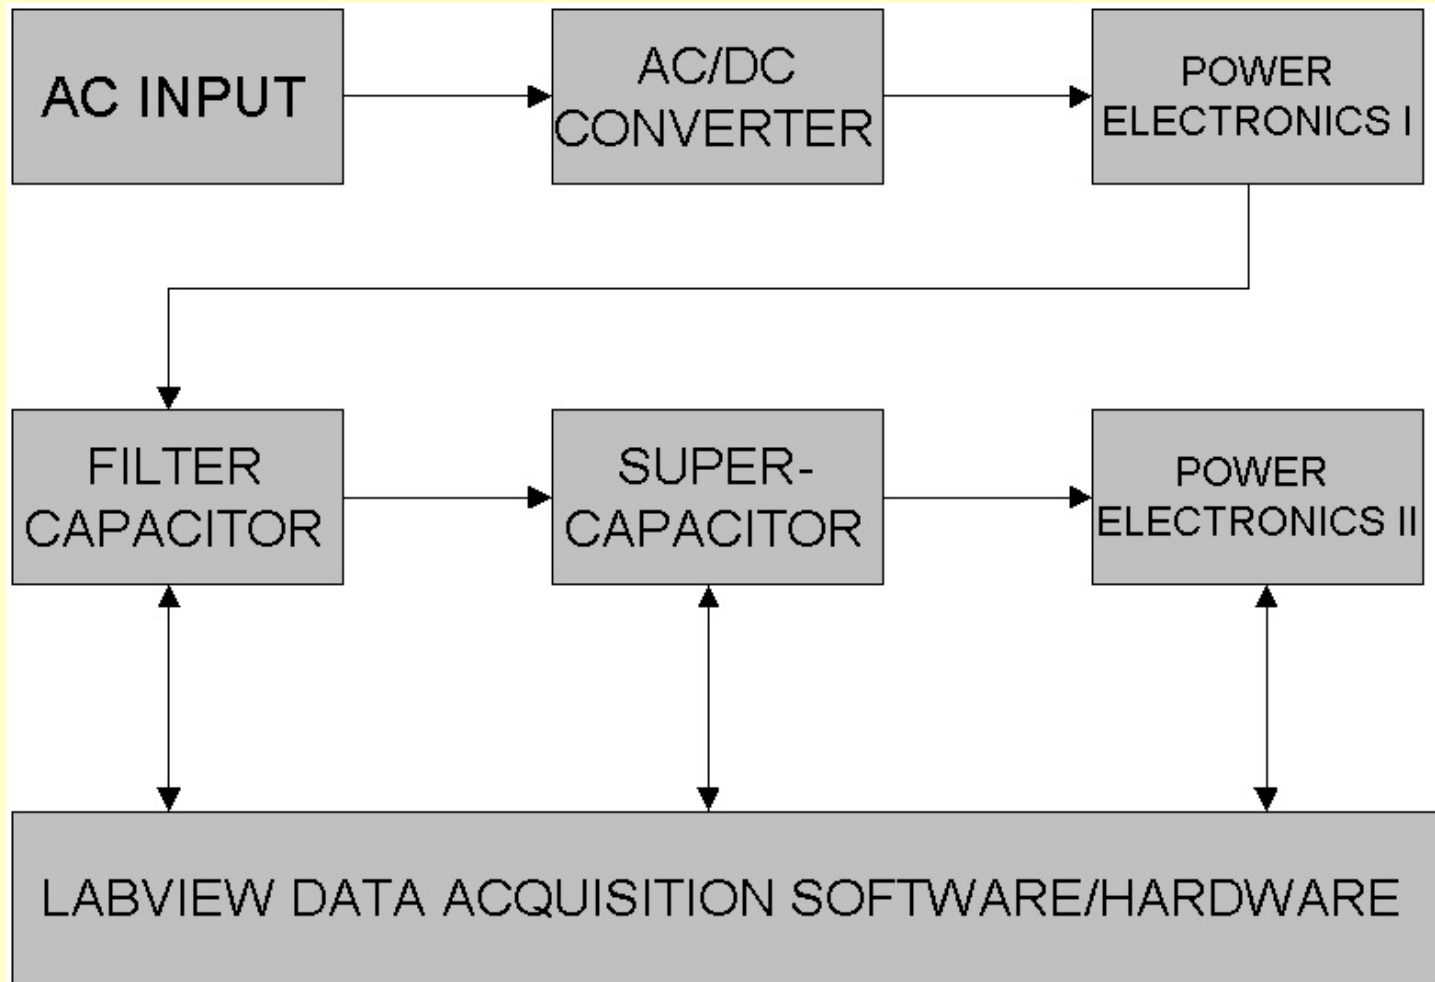 AC INPUT
AC/DC
CONVERTER
POWER
ELECTRONICS I
FILTER
CAPACITOR
SUPER-
CAPACITOR
POWER
ELECTRONICS II
LABVIEW DATA ACQUISITION SOFTWARE/HARDWARE